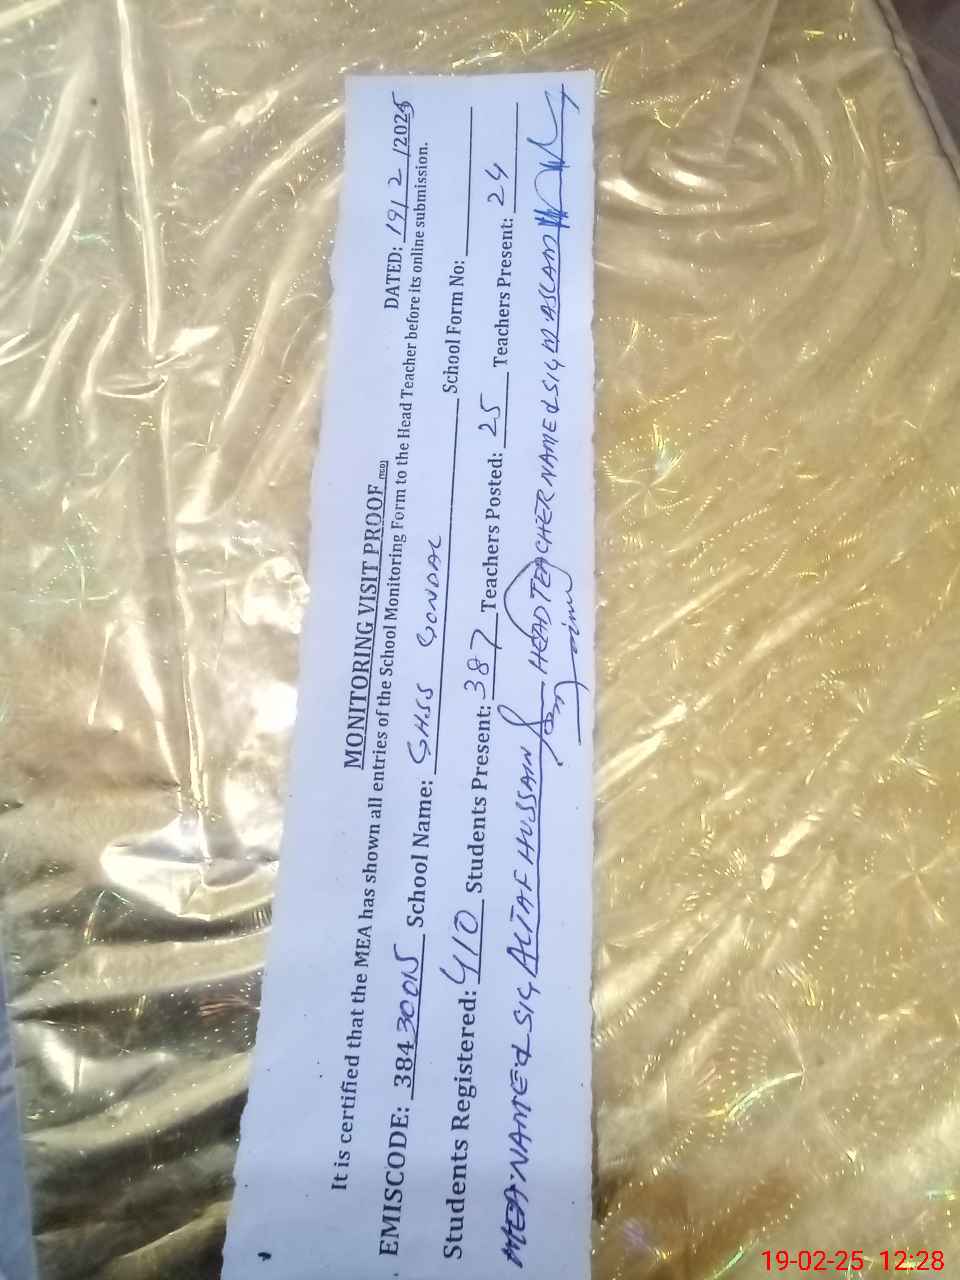 MONITORING VISIT PROOF
DATED: 19/ 2 /2025
It is certified that the MEA has shown all entries of the School Monitoring Form to the Head Teacher before its online submission.
EMISCODE: 38430015 School Name: GHSS GONDAL School Form No:
Students Registered: 410 Students Present: 387 Teachers Posted: 25 Teachers Present: 24
MEA·NAME & SIG ALTAF HUSSAIN HEAD TEACHER NAME & SIG M·ASLAM
19-02-25 12:28